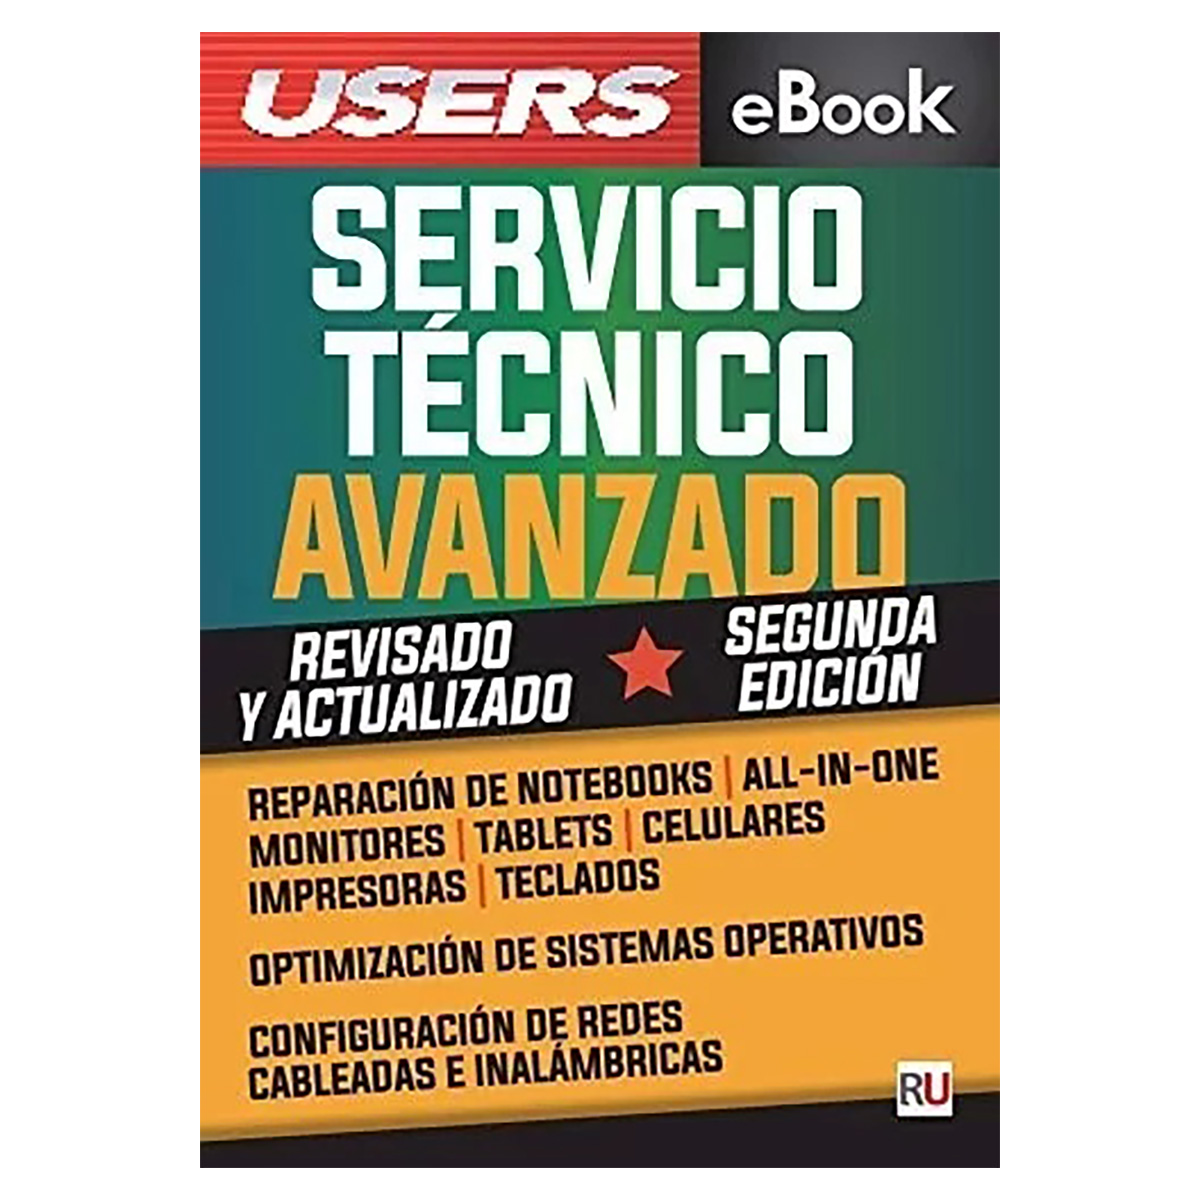 USERS eBook
SERVICIO
TÉCNICO
AVANZADO
REVISADO
Y ACTUALIZADO
SEGUNDA
EDICIÓN
REPARACIÓN DE NOTEBOOKS | ALL-IN-ONE
MONITORES | TABLETS | CELULARES
IMPRESORAS | TECLADOS
OPTIMIZACIÓN DE SISTEMAS OPERATIVOS
CONFIGURACIÓN DE REDES
CABLEADAS E INALÁMBRICAS
RU